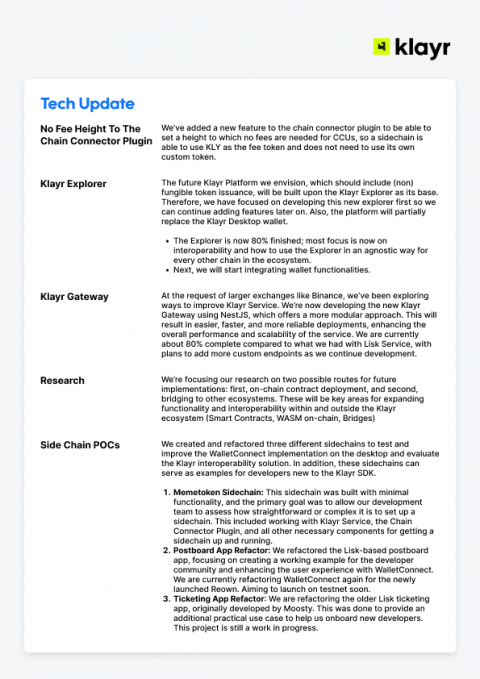 klayr
Tech Update
No Fee Height To The
Chain Connector Plugin
We've added a new feature to the chain connector plugin to be able to
set a height to which no fees are needed for CCUs, so a sidechain is
able to use KLY as the fee token and does not need to use its own
custom token.
Klayr Explorer
The future Klayr Platform we envision, which should include (non)
fungible token issuance, will be built upon the Klayr Explorer as its base.
Therefore, we have focused on developing this new explorer first so we
can continue adding features later on. Also, the platform will partially
replace the Klayr Desktop wallet.
• The Explorer is now 80% finished; most focus is now on
interoperability and how to use the Explorer in an agnostic way for
every other chain in the ecosystem.
• Next, we will start integrating wallet functionalities.
Klayr Gateway
At the request of larger exchanges like Binance, we've been exploring
ways to improve Klayr Service. We're now developing the new Klayr
Gateway using NestJS, which offers a more modular approach. This will
result in easier, faster, and more reliable deployments, enhancing the
overall performance and scalability of the service. We are currently
about 80% complete compared to what we had with Lisk Service, with
plans to add more custom endpoints as we continue development.
Research
We're focusing our research on two possible routes for future
implementations: first, on-chain contract deployment, and second,
bridging to other ecosystems. These will be key areas for expanding
functionality and interoperability within and outside the Klayr
ecosystem (Smart Contracts, WASM on-chain, Bridges)
Side Chain POCs
We created and refactored three different sidechains to test and
improve the WalletConnect implementation on the desktop and evaluate
the Klayr interoperability solution. In addition, these sidechains can
serve as examples for developers new to the Klayr SDK.
1. Memetoken Sidechain: This sidechain was built with minimal
functionality, and the primary goal was to allow our development
team to assess how straightforward or complex it is to set up a
sidechain. This included working with Klayr Service, the Chain
Connector Plugin, and all other necessary components for getting a
sidechain up and running.
2. Postboard App Refactor: We refactored the Lisk-based postboard
app, focusing on creating a working example for the developer
community and enhancing the user experience with WalletConnect.
We are currently refactoring WalletConnect again for the newly
launched Reown. Aiming to launch on testnet soon.
3. Ticketing App Refactor: We are refactoring the older Lisk ticketing
app, originally developed by Moosty. This was done to provide an
additional practical use case to help us onboard new developers.
This project is still a work in progress.